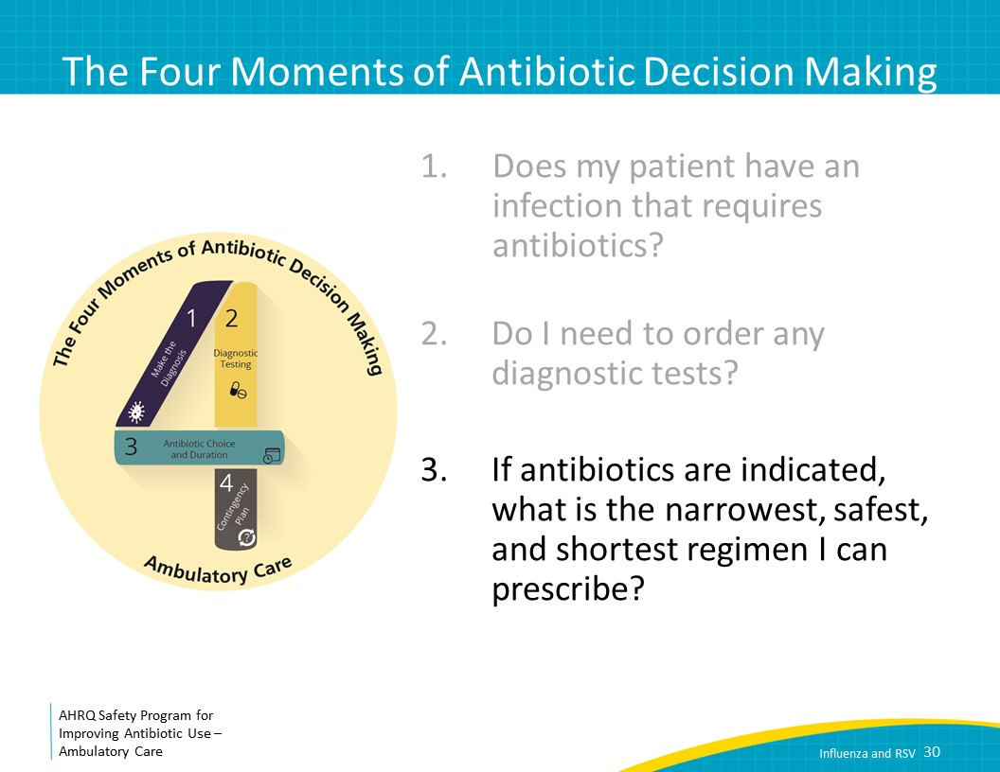 The Four Moments of Antibiotic Decision Making
The Four Moments of Antibiotic Decision Making
1
Make the
Diagnosis
2
Diagnostic
Testing
3
Antibiotic Choice
and Duration
4
Contingency
Plan
?
Ambulatory Care
1. Does my patient have an
infection that requires
antibiotics?
2. Do I need to order any
diagnostic tests?
3. If antibiotics are indicated,
what is the narrowest, safest,
and shortest regimen I can
prescribe?
AHRQ Safety Program for
Improving Antibiotic Use –
Ambulatory Care
Influenza and RSV 30